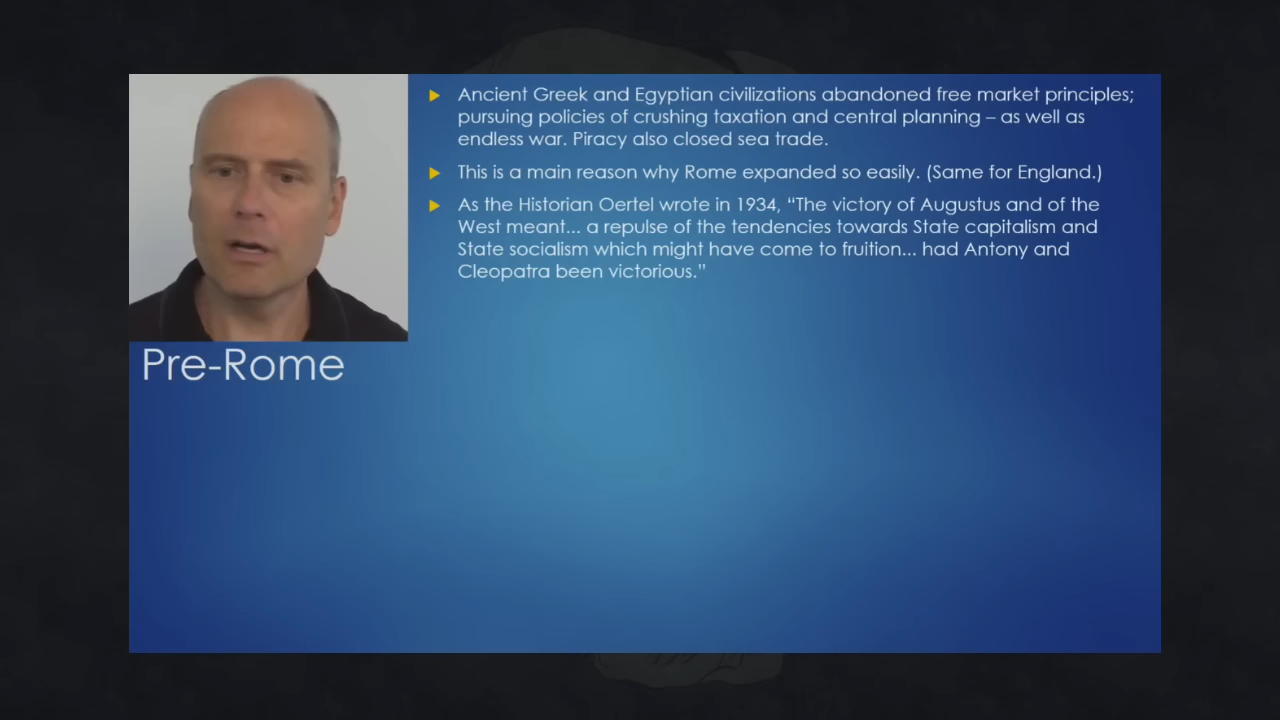 Ancient Greek and Egyptian civilizations abandoned free market principles;
pursuing policies of crushing taxation and central planning – as well as
endless war. Piracy also closed sea trade.
This is a main reason why Rome expanded so easily. (Same for England.)
As the Historian Oertel wrote in 1934, “The victory of Augustus and of the
West meant... a repulse of the tendencies towards State capitalism and
State socialism which might have come to fruition... had Antony and
Cleopatra been victorious.”
Pre-Rome